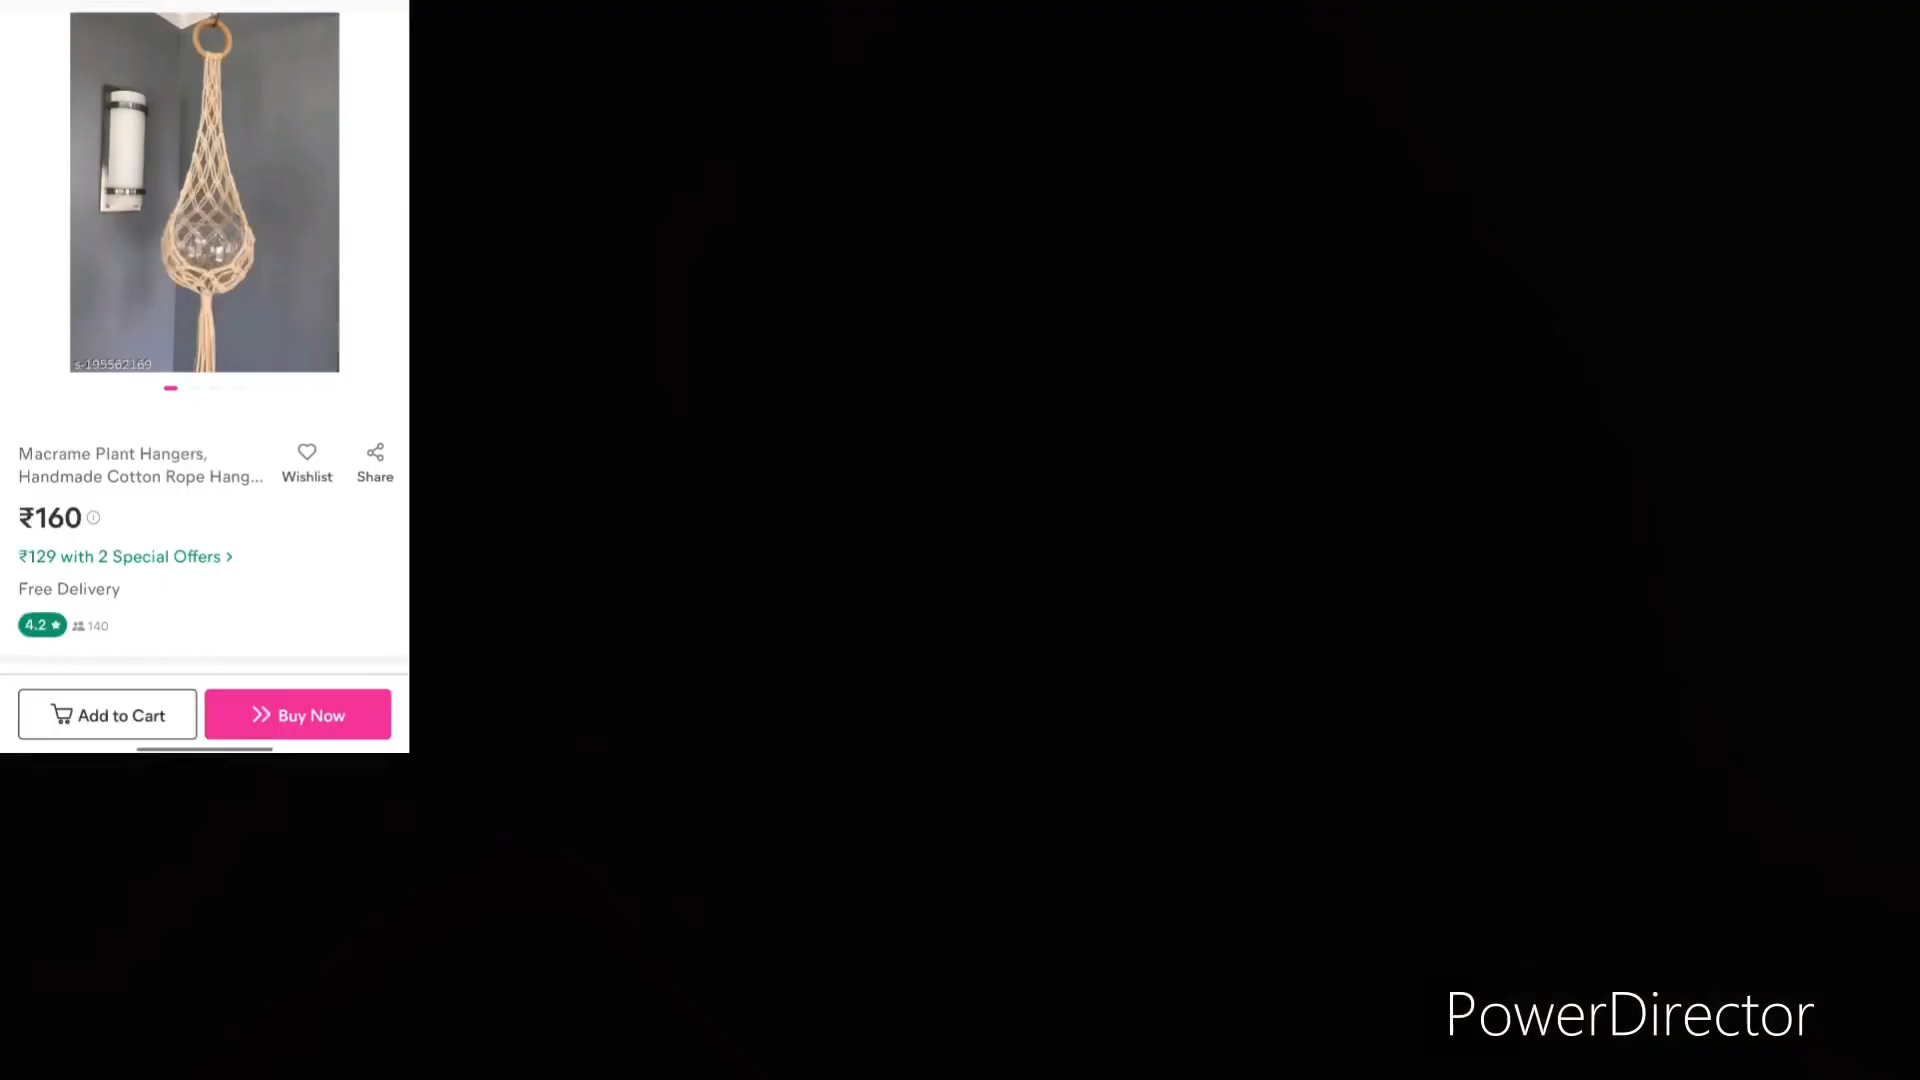 s-195562169
Macrame Plant Hangers,
Handmade Cotton Rope Hang...
Wishlist
Share
₹160
₹129 with 2 Special Offers >
Free Delivery
4.2 ★ 140
Add to Cart
Buy Now
PowerDirector